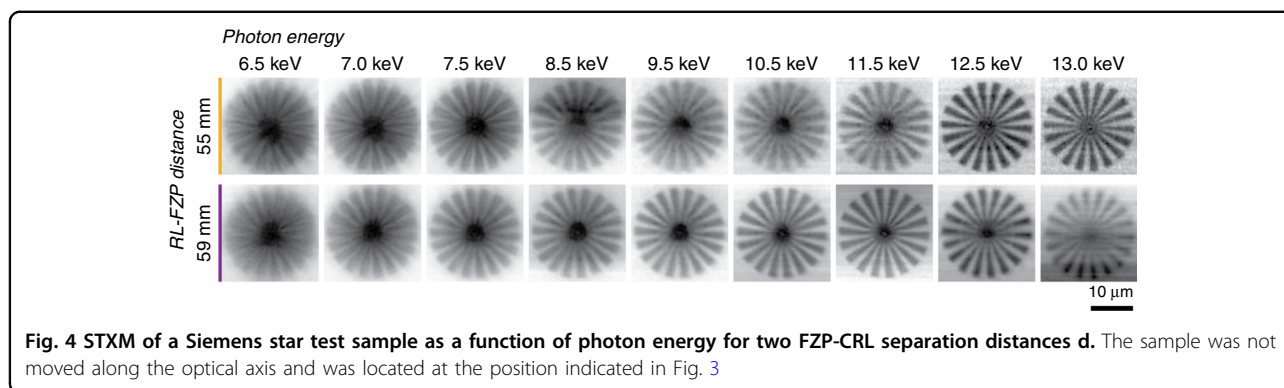 Photon energy
6.5 keV 7.0 keV 7.5 keV 8.5 keV 9.5 keV 10.5 keV 11.5 keV 12.5 keV 13.0 keV
RL-FZP distance
55 mm
59 mm
10 μm
Fig. 4 STXM of a Siemens star test sample as a function of photon energy for two FZP-CRL separation distances d. The sample was not
moved along the optical axis and was located at the position indicated in Fig. 3